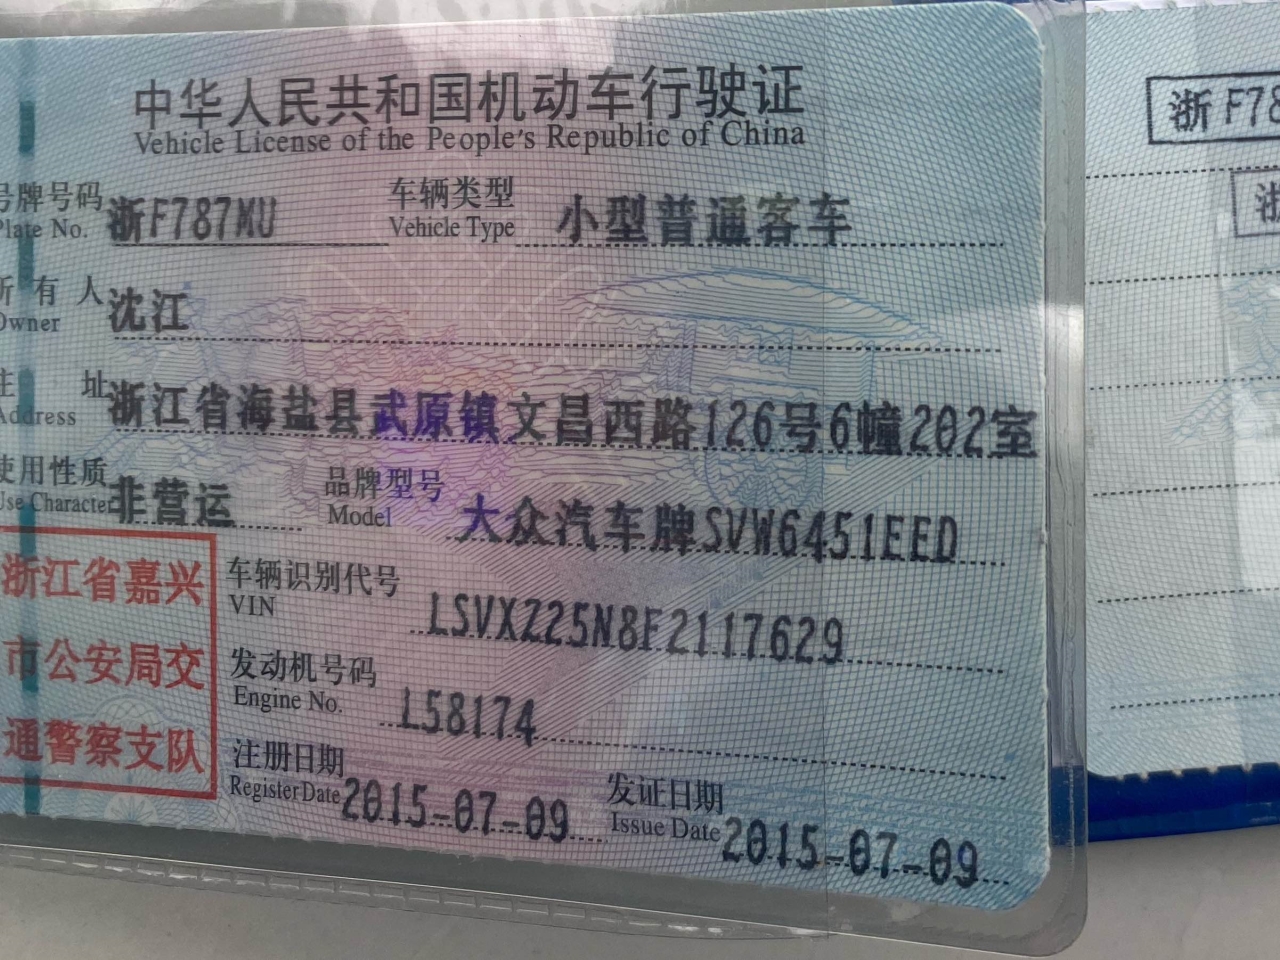 中华人民共和国机动车行驶证
Vehicle License of the People's Republic of China
号牌号码 浙F787MU 车辆类型 小型普通客车
Plate No. Vehicle Type
所有人 沈江
Owner
住址 浙江省海盐县武原镇文昌西路126号6幢202室
Address
使用性质 非营运 品牌型号 大众汽车牌SVW6451EED
Use Character Model
浙江省嘉兴
市公安局交
通警察支队
车辆识别代号 LSVXZ25N8F2117629
VIN
发动机号码 L58174
Engine No.
注册日期 2015-07-09 发证日期 2015-07-09
Register Date Issue Date
浙F78
浙